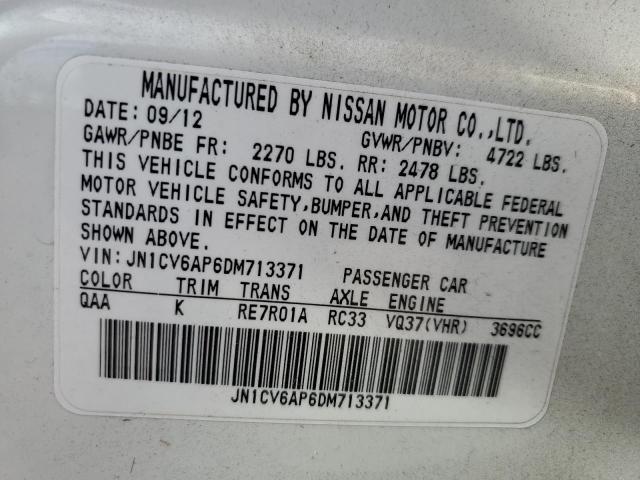 MANUFACTURED BY NISSAN MOTOR CO.,LTD.
DATE: 09/12 GVWR/PNBV: 4722 LBS.
GAWR/PNBE FR: 2270 LBS. RR: 2478 LBS.
THIS VEHICLE CONFORMS TO ALL APPLICABLE FEDERAL
MOTOR VEHICLE SAFETY,BUMPER,AND THEFT PREVENTION
STANDARDS IN EFFECT ON THE DATE OF MANUFACTURE
SHOWN ABOVE.
VIN:JN1CV6AP6DM713371 PASSENGER CAR
COLOR TRIM TRANS AXLE ENGINE
QAA K RE7R01A RC33 VQ37(VHR) 3696CC
JN1CV6AP6DM713371